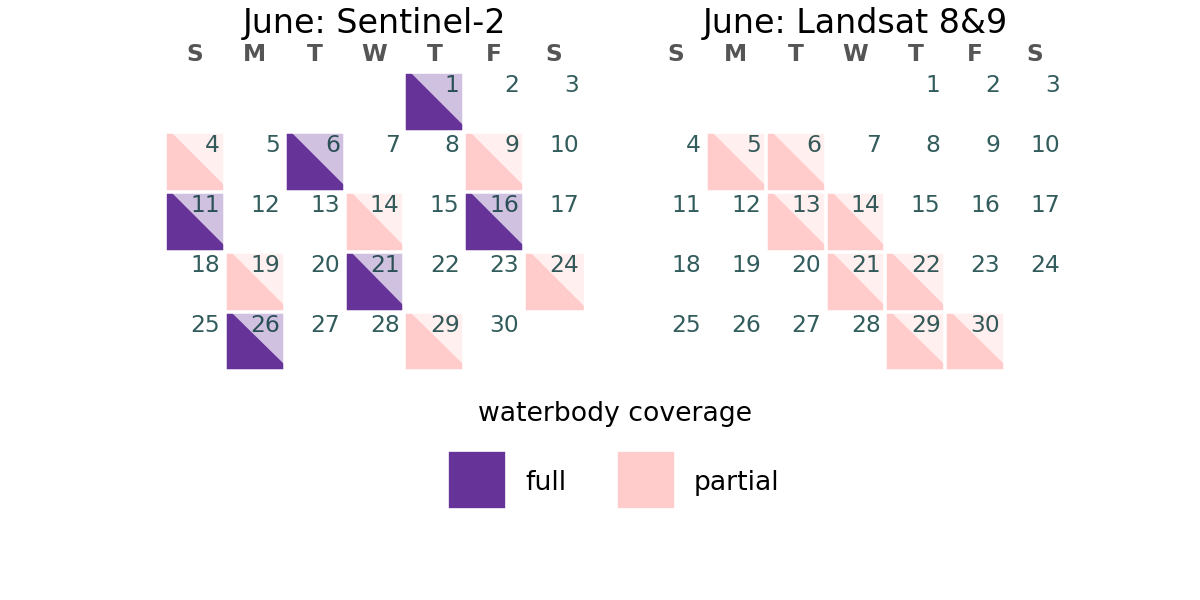 June: Sentinel-2
S M T W T F S
1 2 3
4 5 6 7 8 9 10
11 12 13 14 15 16 17
18 19 20 21 22 23 24
25 26 27 28 29 30
June: Landsat 8&9
S M T W T F S
1 2 3
4 5 6 7 8 9 10
11 12 13 14 15 16 17
18 19 20 21 22 23 24
25 26 27 28 29 30
waterbody coverage
full
partial